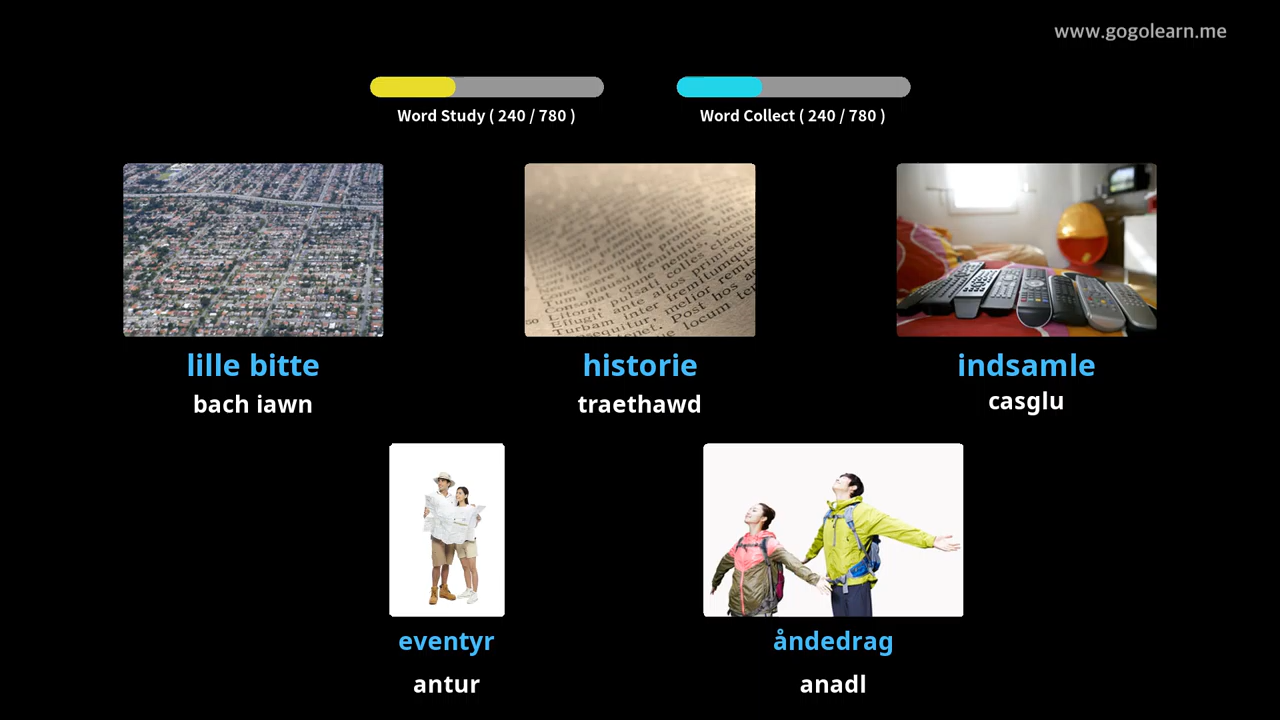 www.gogolearn.me
Word Study ( 240 / 780 )
Word Collect ( 240 / 780 )
lille bitte
bach iawn
historie
traethawd
indsamle
casglu
eventyr
antur
åndedrag
anadl